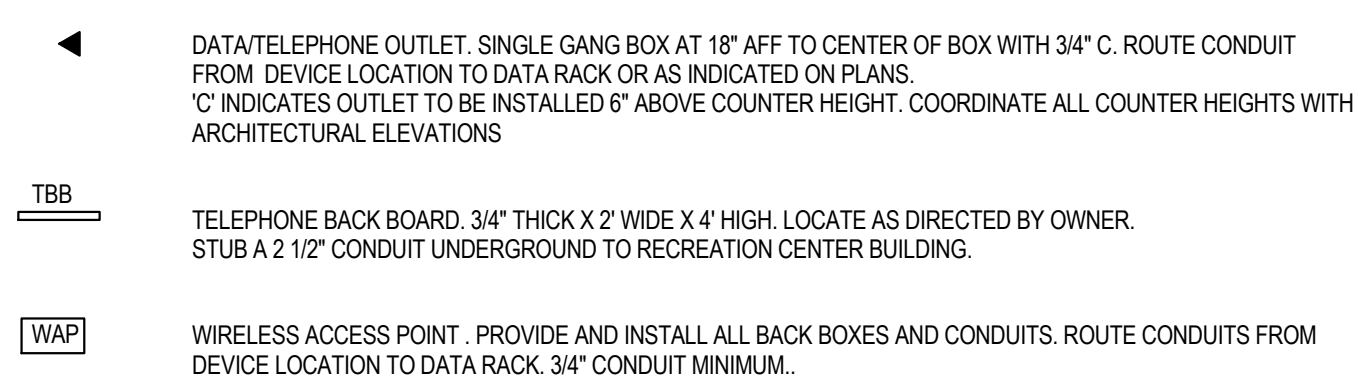 DATA/TELEPHONE OUTLET. SINGLE GANG BOX AT 18" AFF TO CENTER OF BOX WITH 3/4" C. ROUTE CONDUIT
FROM DEVICE LOCATION TO DATA RACK OR AS INDICATED ON PLANS.
'C' INDICATES OUTLET TO BE INSTALLED 6" ABOVE COUNTER HEIGHT. COORDINATE ALL COUNTER HEIGHTS WITH
ARCHITECTURAL ELEVATIONS
TBB
TELEPHONE BACK BOARD. 3/4" THICK X 2' WIDE X 4' HIGH. LOCATE AS DIRECTED BY OWNER.
STUB A 2 1/2" CONDUIT UNDERGROUND TO RECREATION CENTER BUILDING.
WAP
WIRELESS ACCESS POINT . PROVIDE AND INSTALL ALL BACK BOXES AND CONDUITS. ROUTE CONDUITS FROM
DEVICE LOCATION TO DATA RACK. 3/4" CONDUIT MINIMUM..